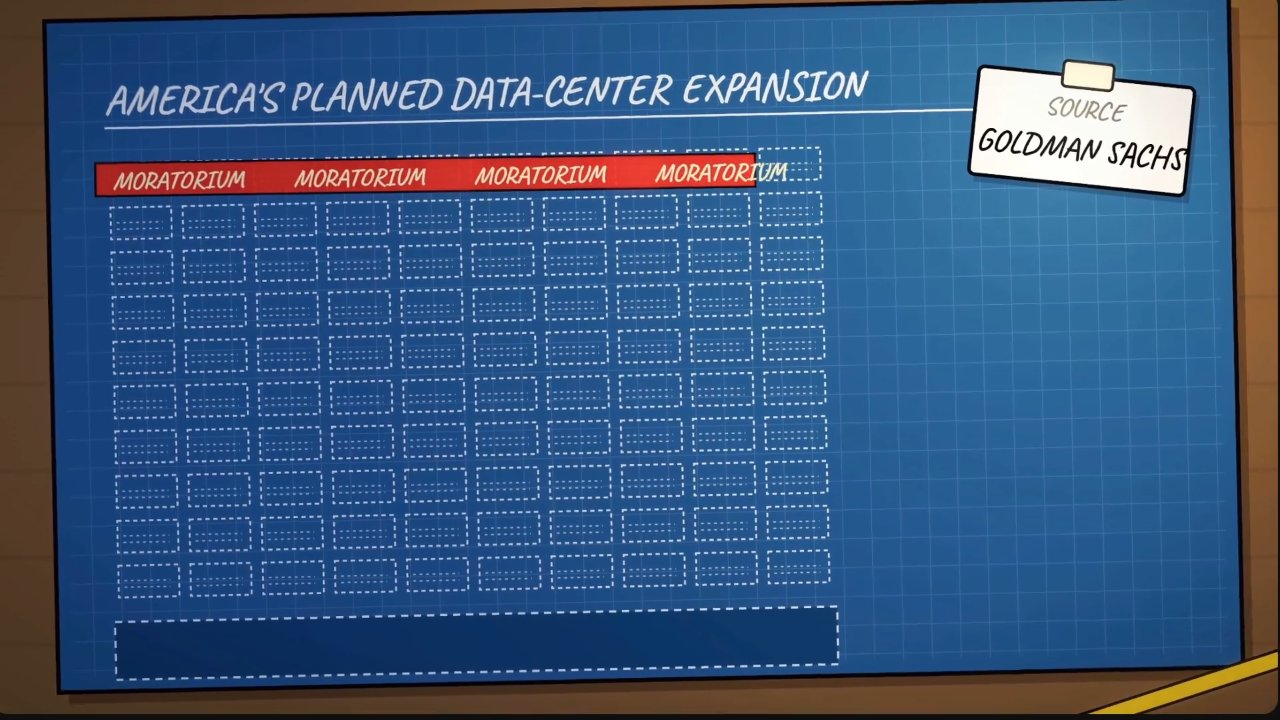 AMERICA'S PLANNED DATA-CENTER EXPANSION
SOURCE
GOLDMAN SACHS
MORATORIUM MORATORIUM MORATORIUM MORATORIUM